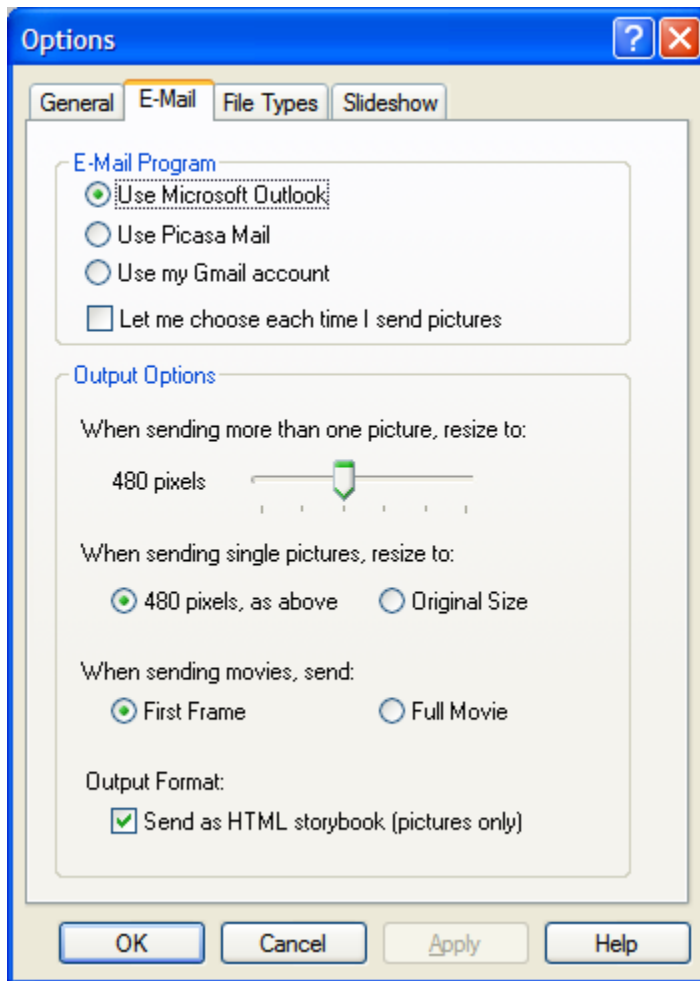 Options
General E-Mail File Types Slideshow
E-Mail Program
Use Microsoft Outlook
Use Picasa Mail
Use my Gmail account
Let me choose each time I send pictures
Output Options
When sending more than one picture, resize to:
480 pixels
When sending single pictures, resize to:
480 pixels, as above Original Size
When sending movies, send:
First Frame Full Movie
Output Format:
Send as HTML storybook (pictures only)
OK Cancel Apply Help